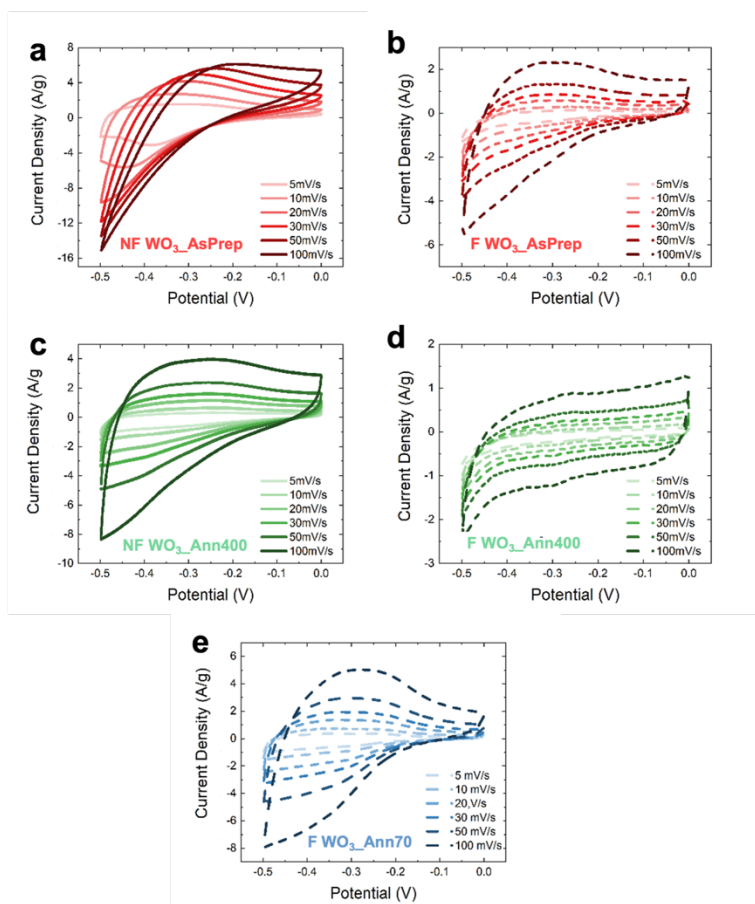 a
6
4
0
-4
-8
-12
-16
Current Density (A/g)
5mV/s
10mV/s
20mV/s
30mV/s
50mV/s
100mV/s
NF WO₃_AsPrep
-0.5 -0.4 -0.3 -0.2 -0.1 0.0
Potential (V)
b
2
0
-2
-4
-6
Current Density (A/g)
5mV/s
10mV/s
20mV/s
30mV/s
50mV/s
100mV/s
F WO₃_AsPrep
-0.5 -0.4 -0.3 -0.2 -0.1 0.0
Potential (V)
c
4
2
0
-2
-4
-6
-8
-10
Current Density (A/g)
5mV/s
10mV/s
20mV/s
30mV/s
50mV/s
100mV/s
NF WO₃_Ann400
-0.5 -0.4 -0.3 -0.2 -0.1 0.0
Potential (V)
d
2
1
0
-1
-2
-3
Current Density (A/g)
5mV/s
10mV/s
20mV/s
30mV/s
50mV/s
100mV/s
F WO₃_Ann400
-0.5 -0.4 -0.3 -0.2 -0.1 0.0
Potential (V)
e
6
4
2
0
-2
-4
-6
-8
Current Density (A/g)
5 mV/s
10 mV/s
20,V/s
30 mV/s
50 mV/s
100 mV/s
F WO₃_Ann70
-0.5 -0.4 -0.3 -0.2 -0.1 0.0
Potential (V)